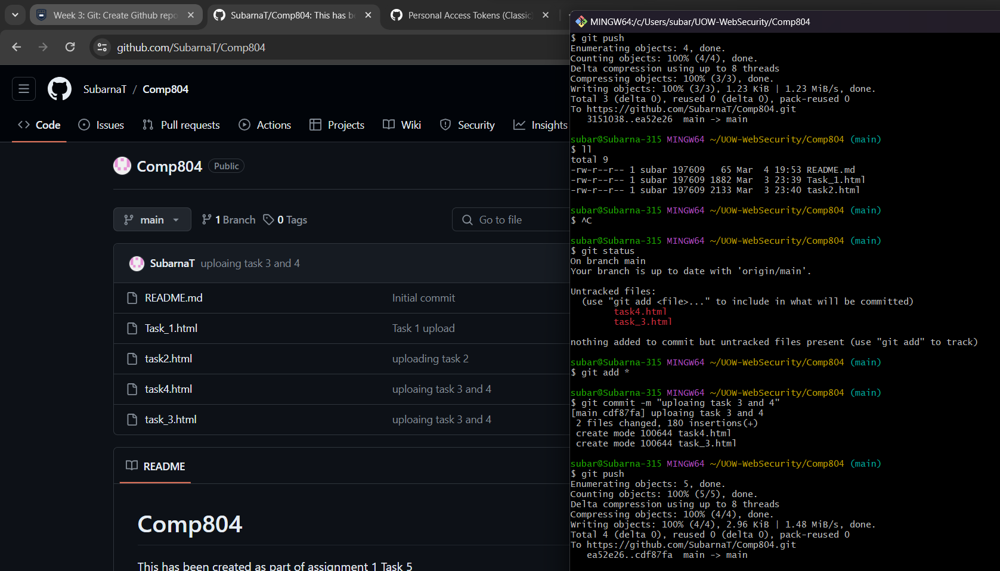 Week 3: Git: Create Github repo
SubarnaT/Comp804: This has be
Personal Access Tokens (Classic)
github.com/SubarnaT/Comp804
SubarnaT / Comp804
Code
Issues
Pull requests
Actions
Projects
Wiki
Security
Insights
Comp804
Public
main
1 Branch
0 Tags
Go to file
SubarnaT uploaing task 3 and 4
README.md Initial commit
Task_1.html Task 1 upload
task2.html uploading task 2
task4.html uploaing task 3 and 4
task_3.html uploaing task 3 and 4
README
Comp804
This has been created as part of assignment 1 Task 5
MINGW64:/c/Users/subar/UOW-WebSecurity/Comp804
$ git push
Enumerating objects: 4, done.
Counting objects: 100% (4/4), done.
Delta compression using up to 8 threads
Compressing objects: 100% (3/3), done.
Writing objects: 100% (3/3), 1.23 KiB | 1.23 MiB/s, done.
Total 3 (delta 0), reused 0 (delta 0), pack-reused 0
To https://github.com/SubarnaT/Comp804.git
   3151038..ea52e26  main -> main
subar@Subarna-315 MINGW64 ~/UOW-WebSecurity/Comp804 (main)
$ ll
total 9
-rw-r--r-- 1 subar 197609   65 Mar  4 19:53 README.md
-rw-r--r-- 1 subar 197609 1882 Mar  3 23:39 Task_1.html
-rw-r--r-- 1 subar 197609 2133 Mar  3 23:40 task2.html
subar@Subarna-315 MINGW64 ~/UOW-WebSecurity/Comp804 (main)
$ ^C
subar@Subarna-315 MINGW64 ~/UOW-WebSecurity/Comp804 (main)
$ git status
On branch main
Your branch is up to date with 'origin/main'.
Untracked files:
  (use "git add <file>..." to include in what will be committed)
        task4.html
        task_3.html
nothing added to commit but untracked files present (use "git add" to track)
subar@Subarna-315 MINGW64 ~/UOW-WebSecurity/Comp804 (main)
$ git add *
subar@Subarna-315 MINGW64 ~/UOW-WebSecurity/Comp804 (main)
$ git commit -m "uploaing task 3 and 4"
[main cdf87fa] uploaing task 3 and 4
 2 files changed, 180 insertions(+)
 create mode 100644 task4.html
 create mode 100644 task_3.html
subar@Subarna-315 MINGW64 ~/UOW-WebSecurity/Comp804 (main)
$ git push
Enumerating objects: 5, done.
Counting objects: 100% (5/5), done.
Delta compression using up to 8 threads
Compressing objects: 100% (4/4), done.
Writing objects: 100% (4/4), 2.96 KiB | 1.48 MiB/s, done.
Total 4 (delta 0), reused 0 (delta 0), pack-reused 0
To https://github.com/SubarnaT/Comp804.git
   ea52e26..cdf87fa  main -> main